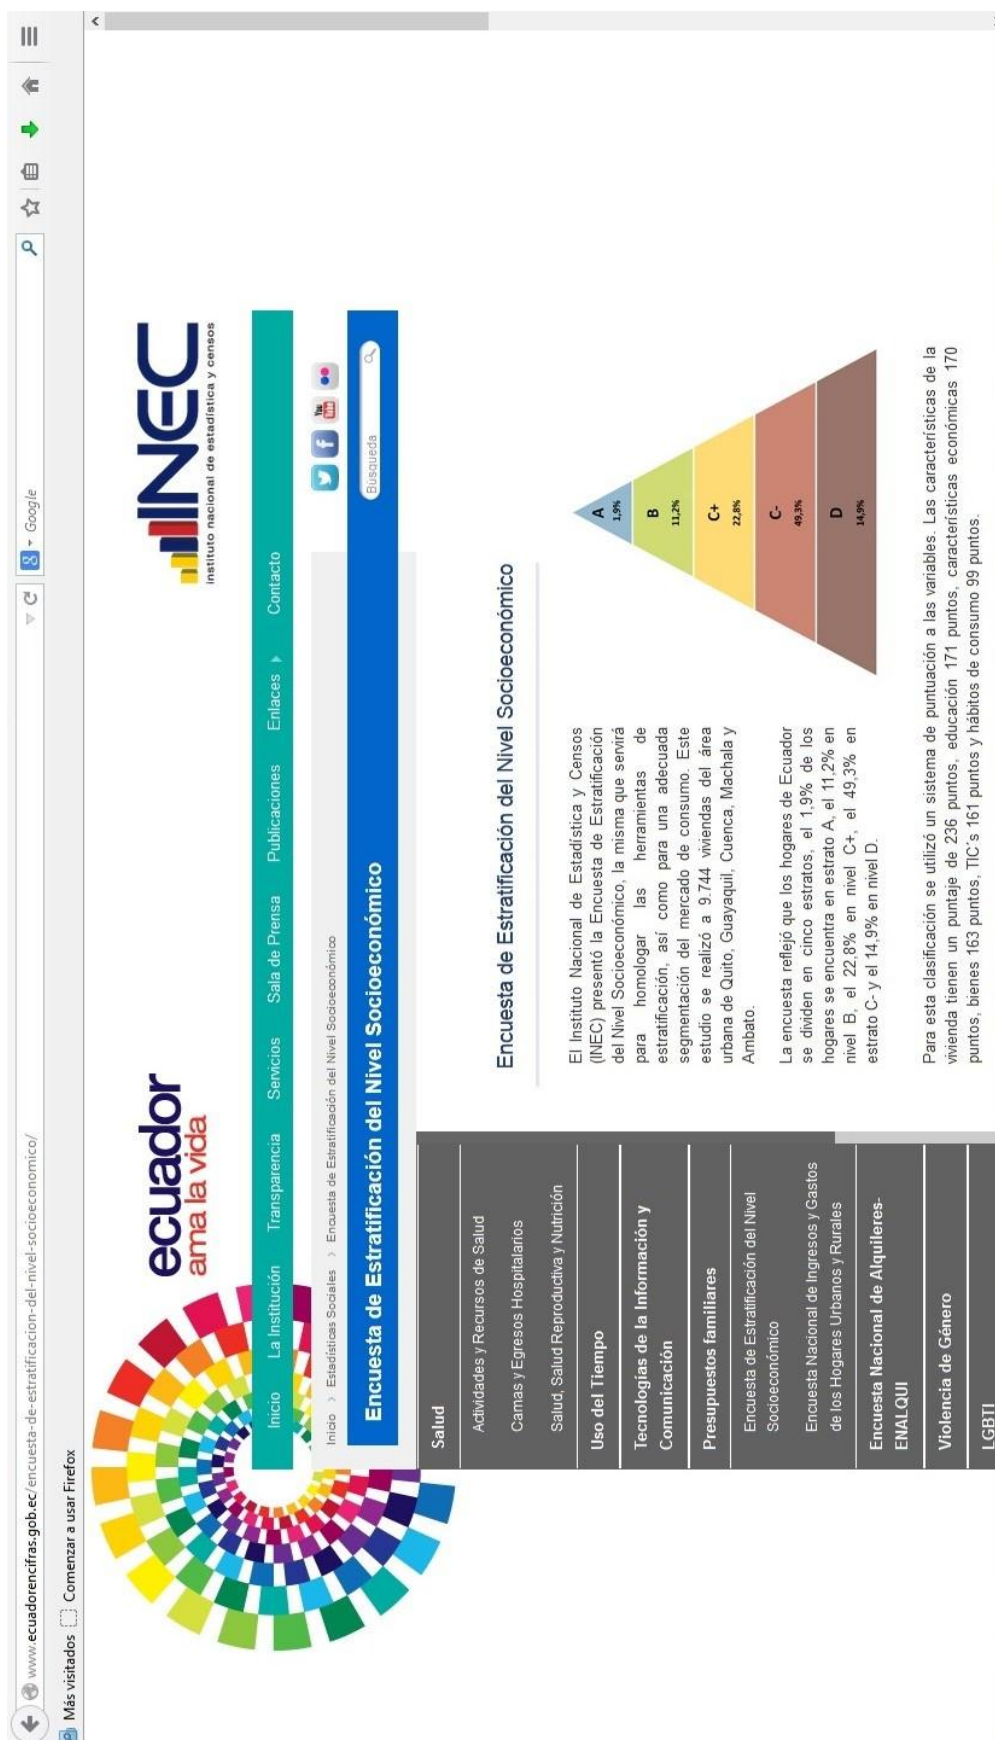 www.ecuadorencifras.gob.ec/encuesta-de-estratificacion-del-nivel-socioeconomico/
Google
Más visitados
Comenzar a usar Firefox
ecuador
ama la vida
INEC
instituto nacional de estadística y censos
Inicio
La Institución
Transparencia
Servicios
Sala de Prensa
Publicaciones
Enlaces
Contacto
Inicio > Estadísticas Sociales > Encuesta de Estratificación del Nivel Socioeconómico
You
Encuesta de Estratificación del Nivel Socioeconómico
Búsqueda
Salud
Actividades y Recursos de Salud
Camas y Egresos Hospitalarios
Salud, Salud Reproductiva y Nutrición
Uso del Tiempo
Tecnologías de la Información y
Comunicación
Presupuestos familiares
Encuesta de Estratificación del Nivel
Socioeconómico
Encuesta Nacional de Ingresos y Gastos
de los Hogares Urbanos y Rurales
Encuesta Nacional de Alquileres-
ENALQUI
Violencia de Género
LGBTI
Encuesta de Estratificación del Nivel Socioeconómico
El Instituto Nacional de Estadística y Censos
(INEC) presentó la Encuesta de Estratificación
del Nivel Socioeconómico, la misma que servirá
para homologar las herramientas de
estratificación, así como para una adecuada
segmentación del mercado de consumo. Este
estudio se realizó a 9.744 viviendas del área
urbana de Quito, Guayaquil, Cuenca, Machala y
Ambato.
La encuesta reflejó que los hogares de Ecuador
se dividen en cinco estratos, el 1,9% de los
hogares se encuentra en estrato A, el 11,2% en
nivel B, el 22,8% en nivel C+, el 49,3% en
estrato C- y el 14,9% en nivel D.
A
1,9%
B
11,2%
C+
22,8%
C-
49,3%
D
14,9%
Para esta clasificación se utilizó un sistema de puntuación a las variables. Las características de la
vivienda tienen un puntaje de 236 puntos, educación 171 puntos, características económicas 170
puntos, bienes 163 puntos, TIC´s 161 puntos y hábitos de consumo 99 puntos.